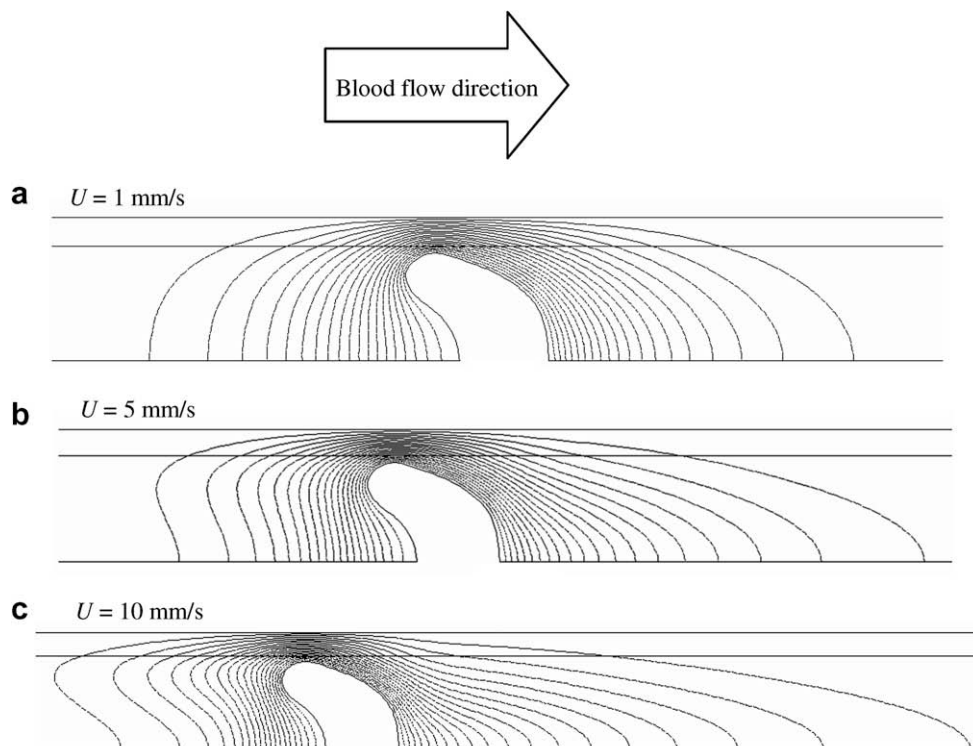 Blood flow direction
a
U = 1 mm/s
b
U = 5 mm/s
c
U = 10 mm/s